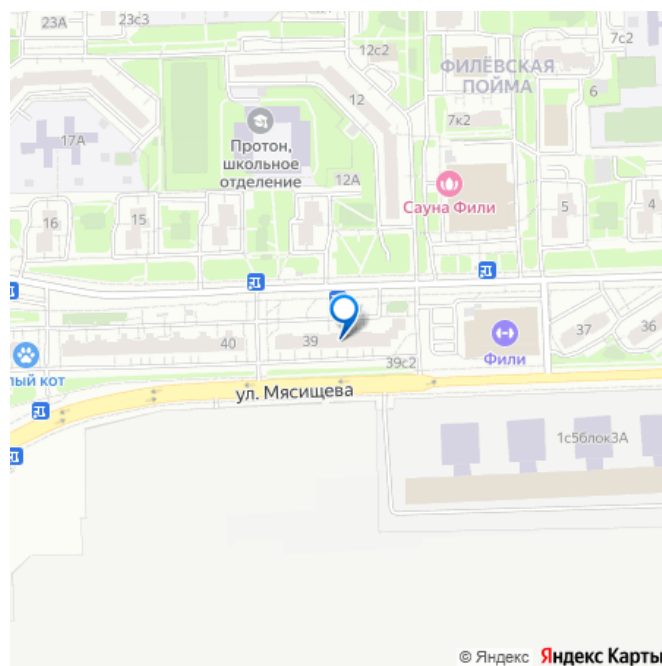 23А
23с3
12с2
7с2
ФИЛЁВСКАЯ
ПОЙМА
12
6
7к2
17А
Протон,
школьное
отделение
12А
Сауна Фили
16
15
5
4
39
40
37
36
Фили
лый кот
39с2
ул. Мясищева
1с5блок3А
© Яндекс Яндекс Карты